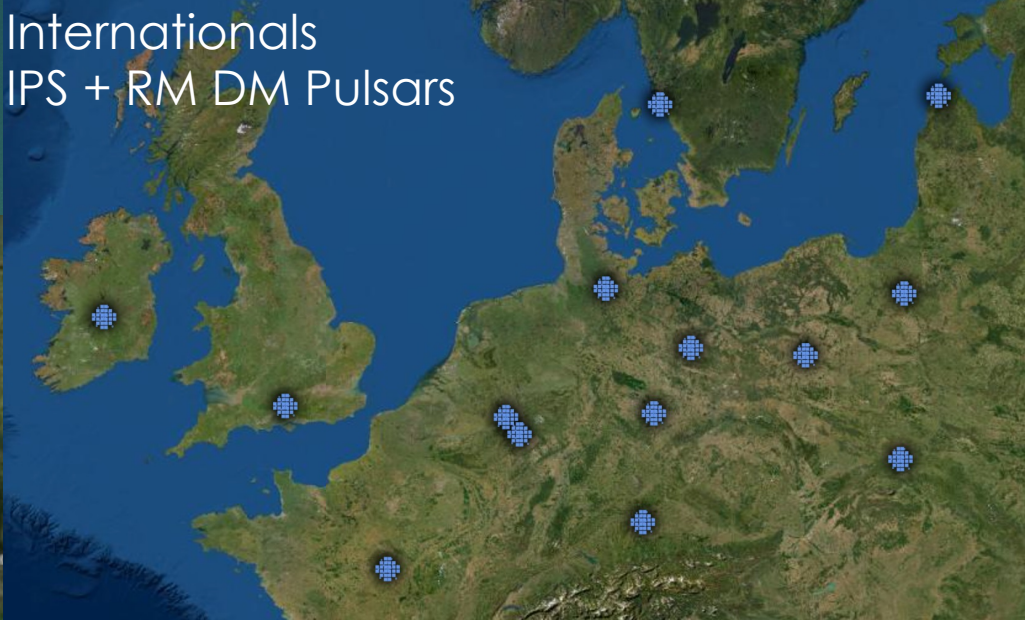 Internationals
IPS + RM DM Pulsars